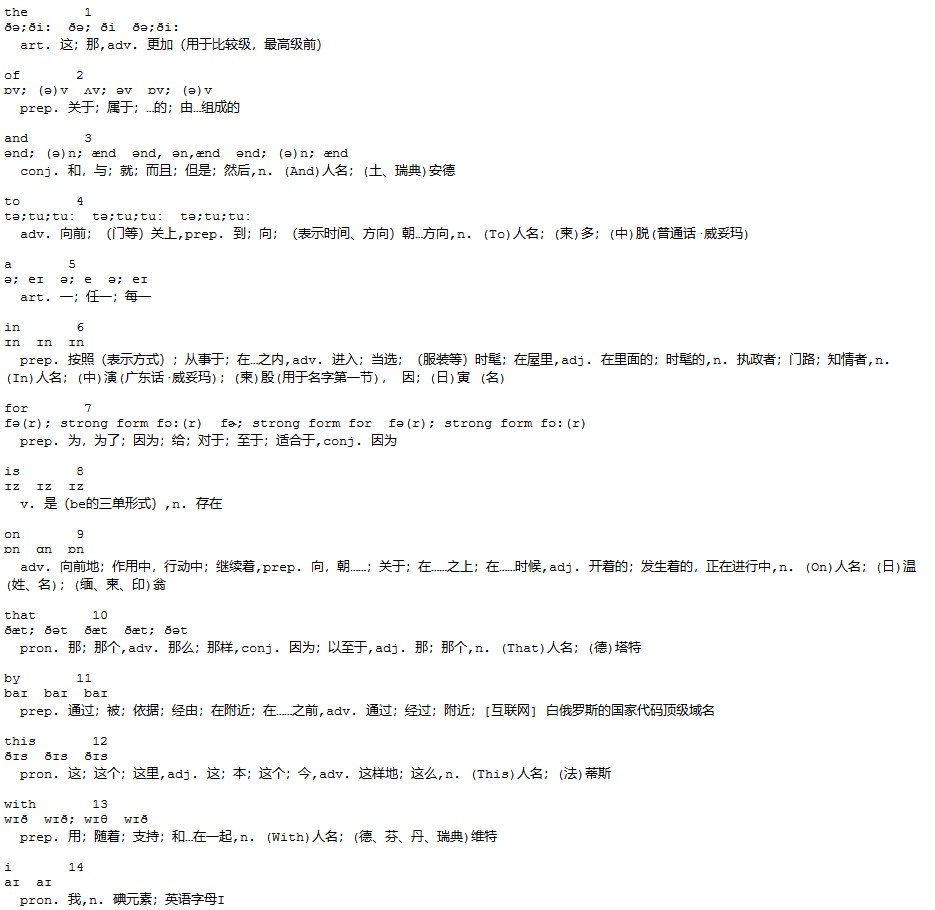 the 1
ðə;ðiː ðə; ði ðə;ðiː
art. 这；那,adv. 更加（用于比较级，最高级前）
of 2
ɒv; (ə)v ʌv; əv ɒv; (ə)v
prep. 关于；属于；…的；由…组成的
and 3
ənd; (ə)n; ænd ənd, ən,ænd ənd; (ə)n; ænd
conj. 和，与；就；而且；但是；然后,n. (And)人名；(土、瑞典)安德
to 4
tə;tu;tuː tə;tu;tuː tə;tu;tuː
adv. 向前；（门等）关上,prep. 到；向；（表示时间、方向）朝…方向,n. (To)人名；(柬)多；(中)脱(普通话·威妥玛)
a 5
ə; eɪ ə; e ə; eɪ
art. 一；任一；每一
in 6
ɪn ɪn ɪn
prep. 按照（表示方式）；从事于；在…之内,adv. 进入；当选；（服装等）时髦；在屋里,adj. 在里面的；时髦的,n. 执政者；门路；知情者,n.
(In)人名；(中)演(广东话·威妥玛)；(柬)殷(用于名字第一节)， 因；(日)寅 (名)
for 7
fə(r); strong form fɔː(r) fɚ; strong form fɔr fə(r); strong form fɔː(r)
prep. 为，为了；因为；给；对于；至于；适合于,conj. 因为
is 8
ɪz ɪz ɪz
v. 是（be的三单形式）,n. 存在
on 9
ɒn ɑn ɒn
adv. 向前地；作用中，行动中；继续着,prep. 向，朝……；关于；在……之上；在……时候,adj. 开着的；发生着的，正在进行中,n. (On)人名；(日)温
(姓、名)；(缅、柬、印)翁
that 10
ðæt; ðət ðæt ðæt; ðət
pron. 那；那个,adv. 那么；那样,conj. 因为；以至于,adj. 那；那个,n. (That)人名；(德)塔特
by 11
baɪ baɪ baɪ
prep. 通过；被；依据；经由；在附近；在……之前,adv. 通过；经过；附近；[互联网] 白俄罗斯的国家代码顶级域名
this 12
ðɪs ðɪs ðɪs
pron. 这；这个；这里,adj. 这；本；这个；今,adv. 这样地；这么,n. (This)人名；(法)蒂斯
with 13
wɪð wɪð; wɪθ wɪð
prep. 用；随着；支持；和…在一起,n. (With)人名；(德、芬、丹、瑞典)维特
i 14
aɪ aɪ
pron. 我,n. 碘元素；英语字母I